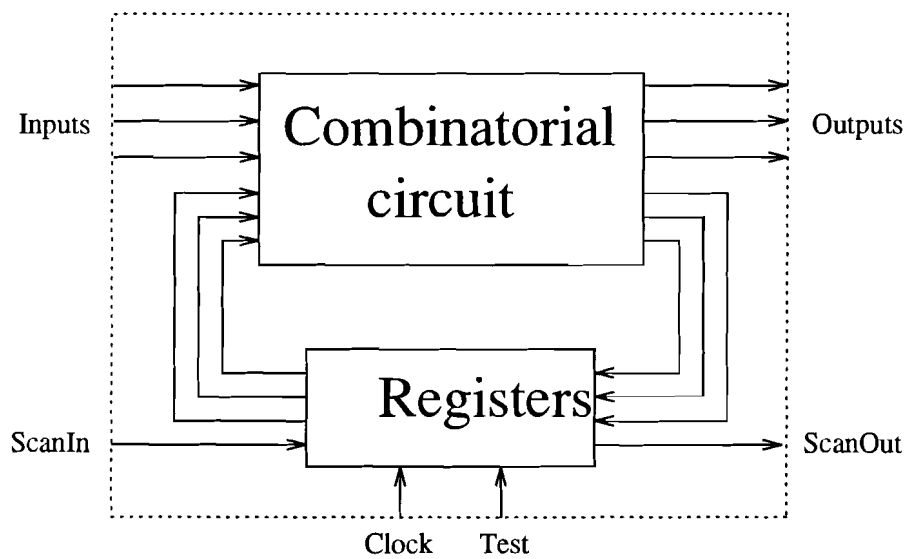 Combinatorial
circuit
Inputs
Outputs
Registers
ScanIn
ScanOut
Clock
Test